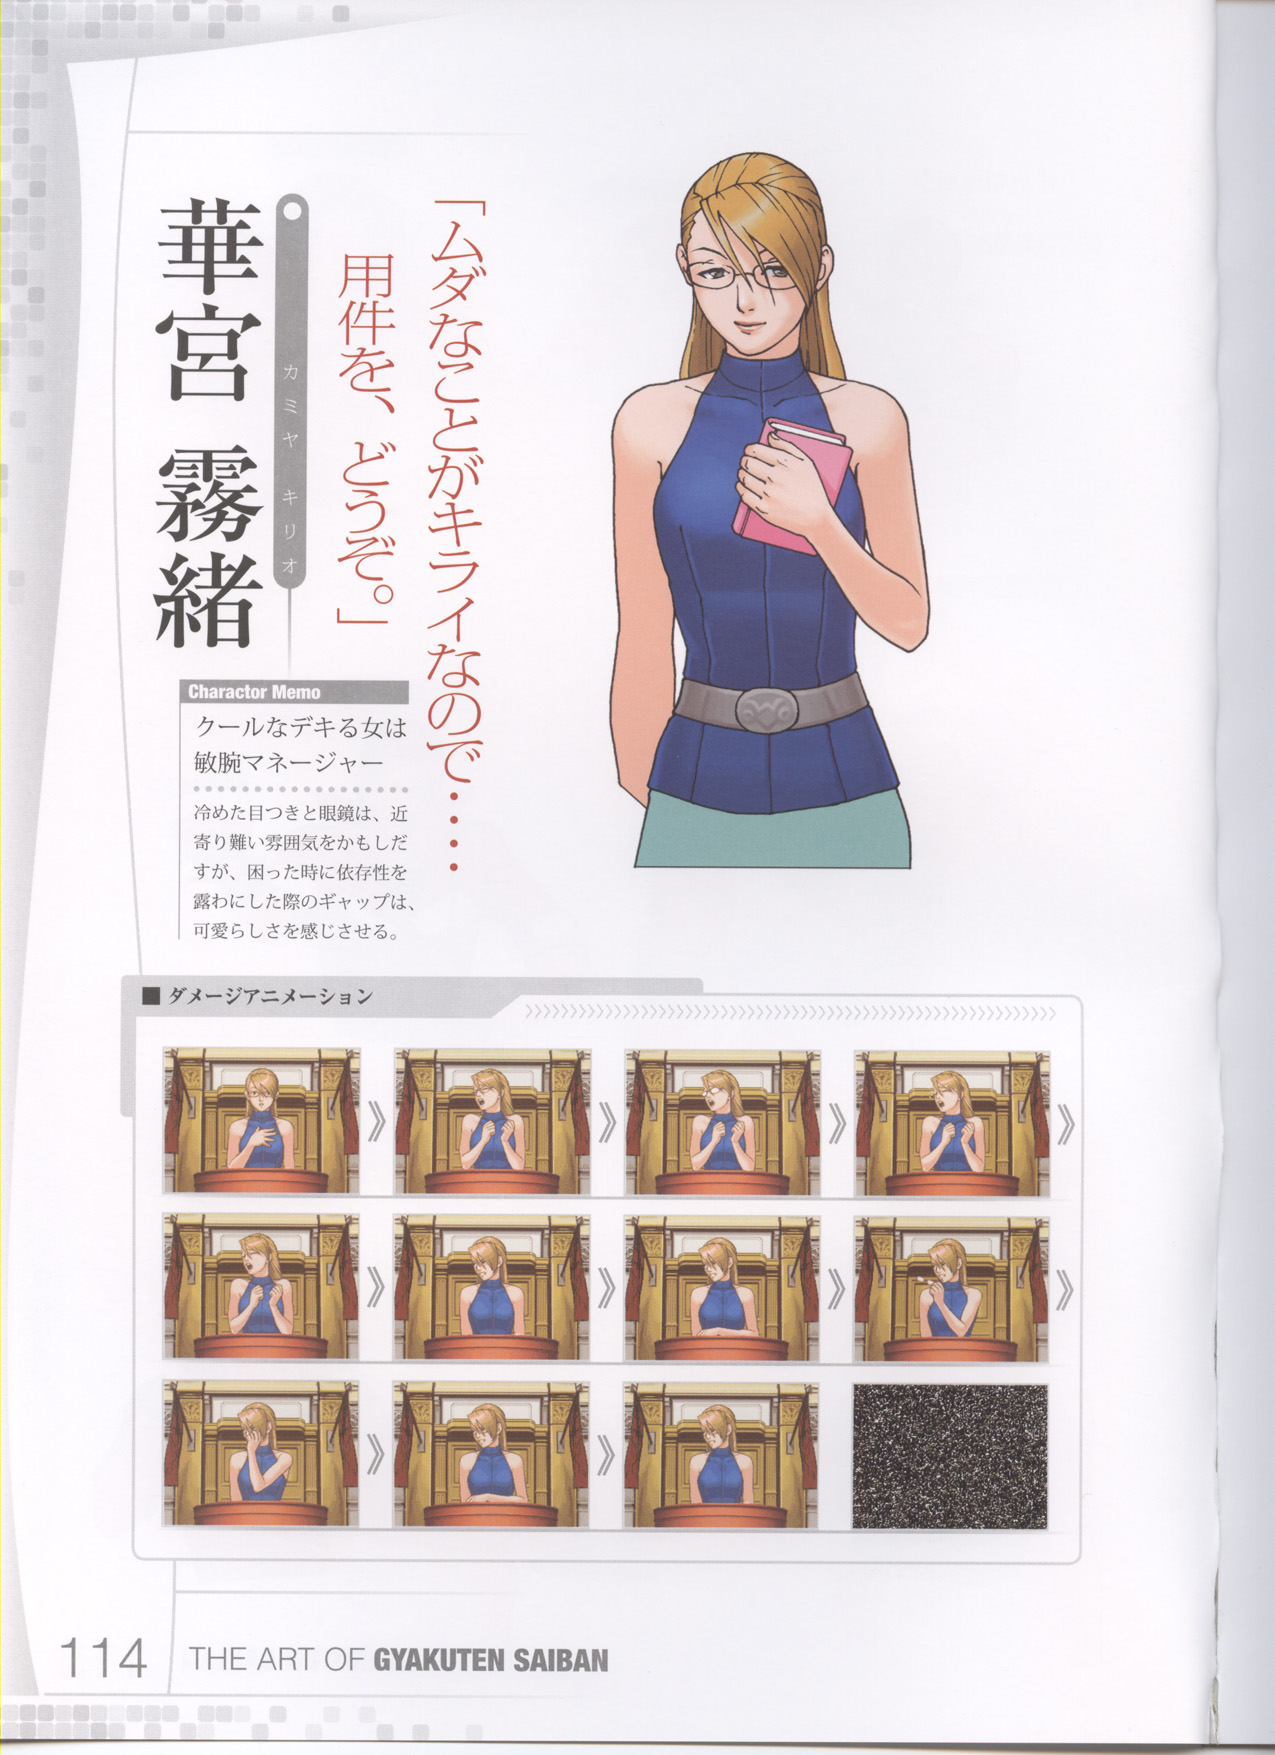 華宮 霧緒
カミヤ キリオ
「ムダなことがキライなので・・・・
用件を、どうぞ。」
Charactor Memo
クールなデキる女は
敏腕マネージャー
冷めた目つきと眼鏡は、近
寄り難い雰囲気をかもしだ
すが、困った時に依存性を
露わにした際のギャップは、
可愛らしさを感じさせる。
■ ダメージアニメーション
114
THE ART OF GYAKUTEN SAIBAN